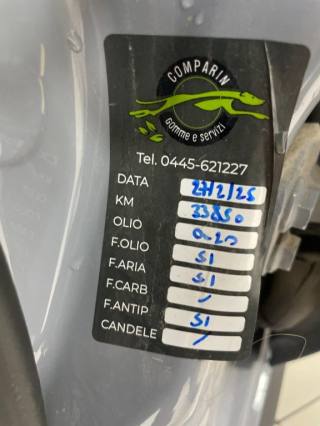 COMPARIN
Gomme e servizi
Tel. 0445-621227
DATA
KM
OLIO 0.20
F.OLIO SI
F.ARIA SI
F.CARB /
F.ANTIP SI
CANDELE /